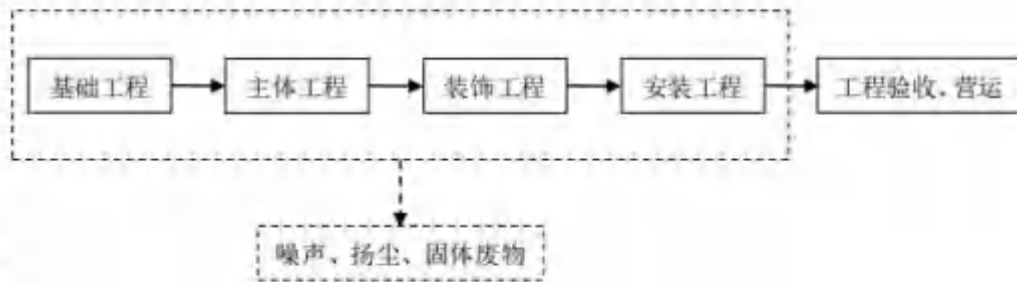 基础工程
主体工程
装饰工程
安装工程
工程验收、营运
噪声、扬尘、固体废物